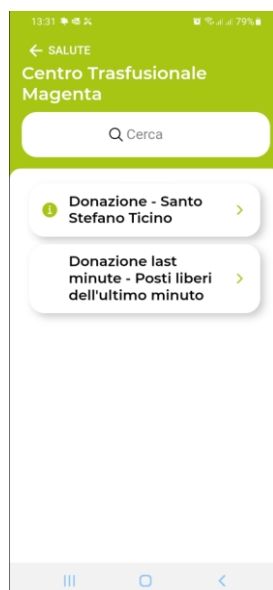 13:31 79%
← SALUTE
Centro Trasfusionale
Magenta
Cerca
Donazione - Santo
Stefano Ticino
Donazione last
minute - Posti liberi
dell'ultimo minuto